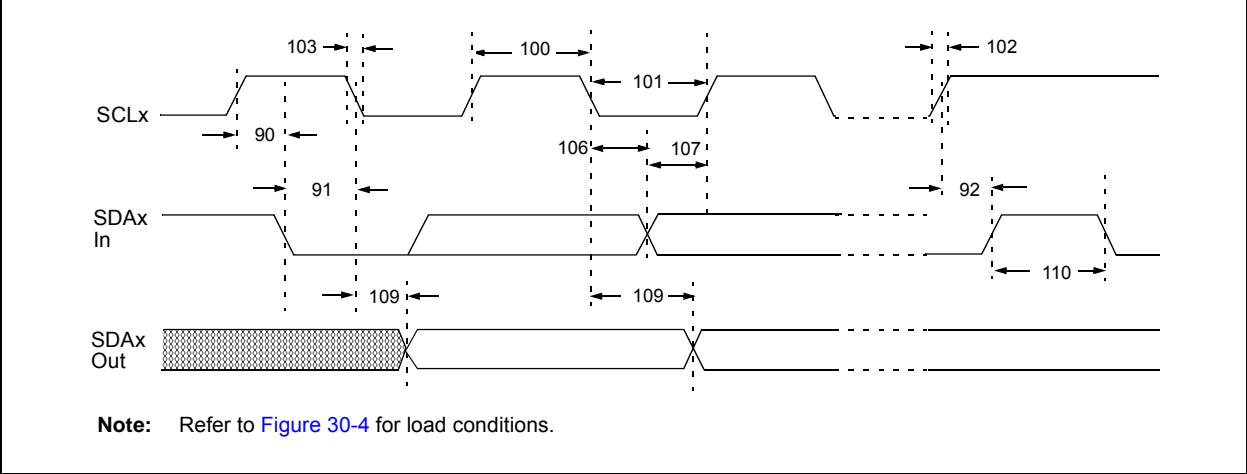 103
100
102
101
SCLx
90
106
107
91
92
SDAx
In
110
109
109
SDAx
Out
Note: Refer to Figure 30-4 for load conditions.